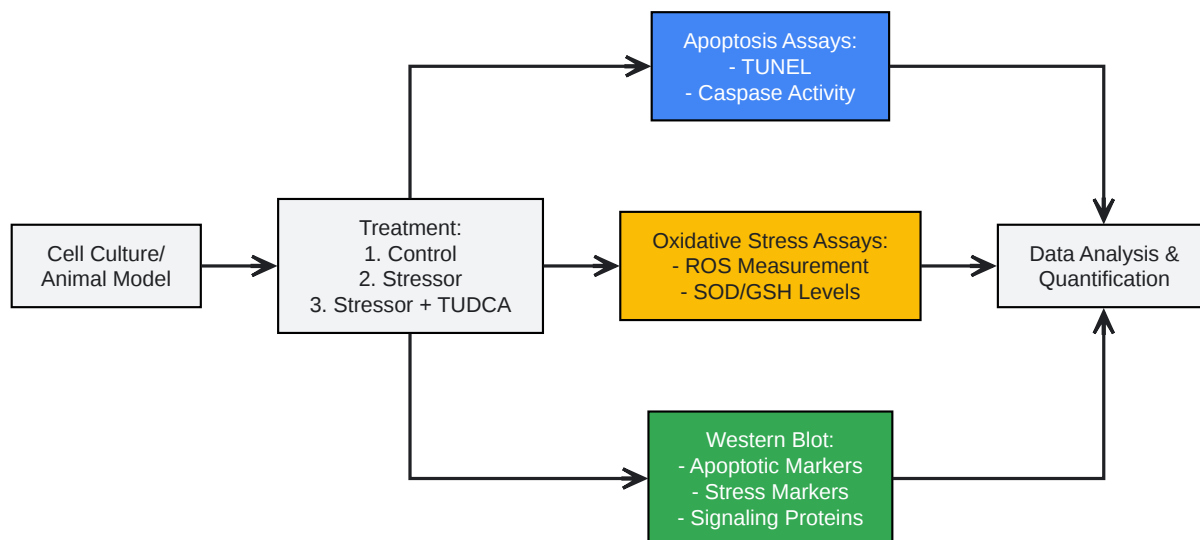 Cell Culture/
Animal Model
Treatment:
1. Control
2. Stressor
3. Stressor + TUDCA
Apoptosis Assays:
- TUNEL
- Caspase Activity
Oxidative Stress Assays:
- ROS Measurement
- SOD/GSH Levels
Western Blot:
- Apoptotic Markers
- Stress Markers
- Signaling Proteins
Data Analysis &
Quantification